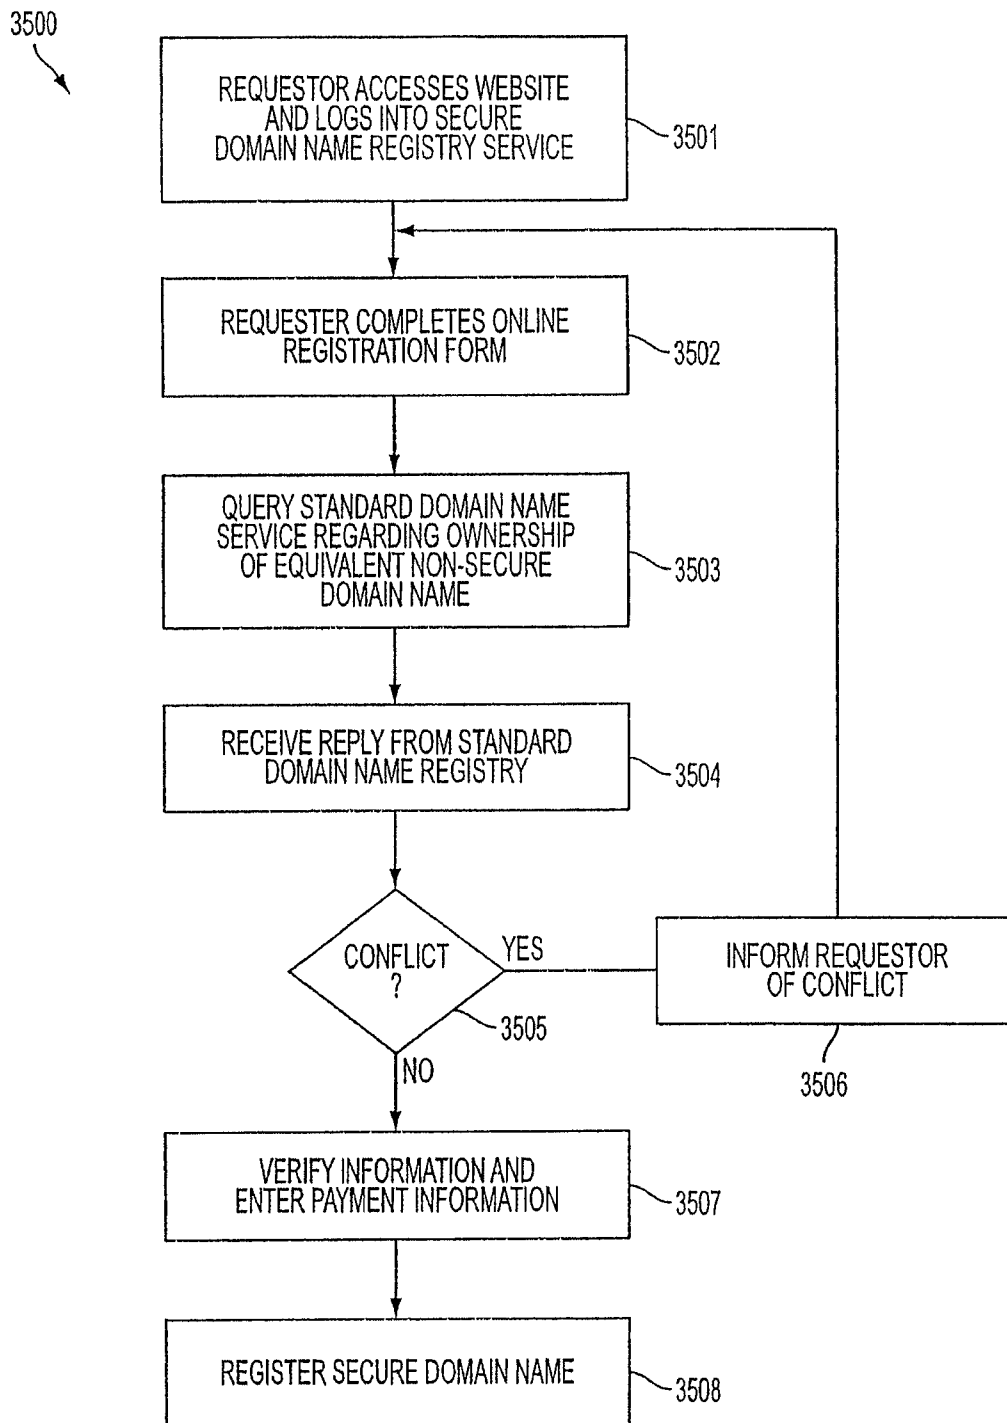 3500
REQUESTOR ACCESSES WEBSITE
AND LOGS INTO SECURE
DOMAIN NAME REGISTRY SERVICE
3501
REQUESTER COMPLETES ONLINE
REGISTRATION FORM
3502
QUERY STANDARD DOMAIN NAME
SERVICE REGARDING OWNERSHIP
OF EQUIVALENT NON-SECURE
DOMAIN NAME
3503
RECEIVE REPLY FROM STANDARD
DOMAIN NAME REGISTRY
3504
CONFLICT
?
3505
YES
INFORM REQUESTOR
OF CONFLICT
3506
NO
VERIFY INFORMATION AND
ENTER PAYMENT INFORMATION
3507
REGISTER SECURE DOMAIN NAME
3508